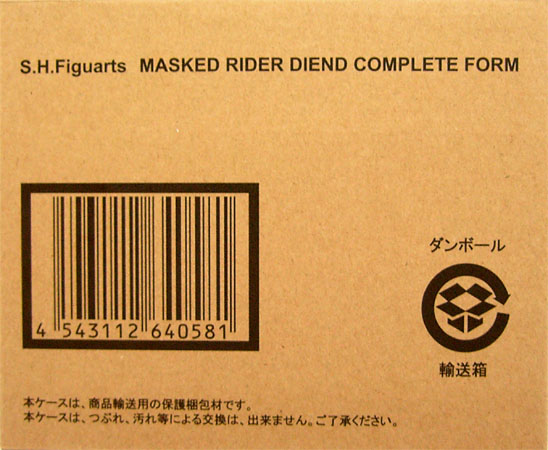 S.H.Figuarts MASKED RIDER DIEND COMPLETE FORM
4 543112 640581
ダンボール
輸送箱
本ケースは、商品輸送用の保護梱包材です。
本ケースは、つぶれ、汚れ等による交換は、出来ません。ご了承ください。